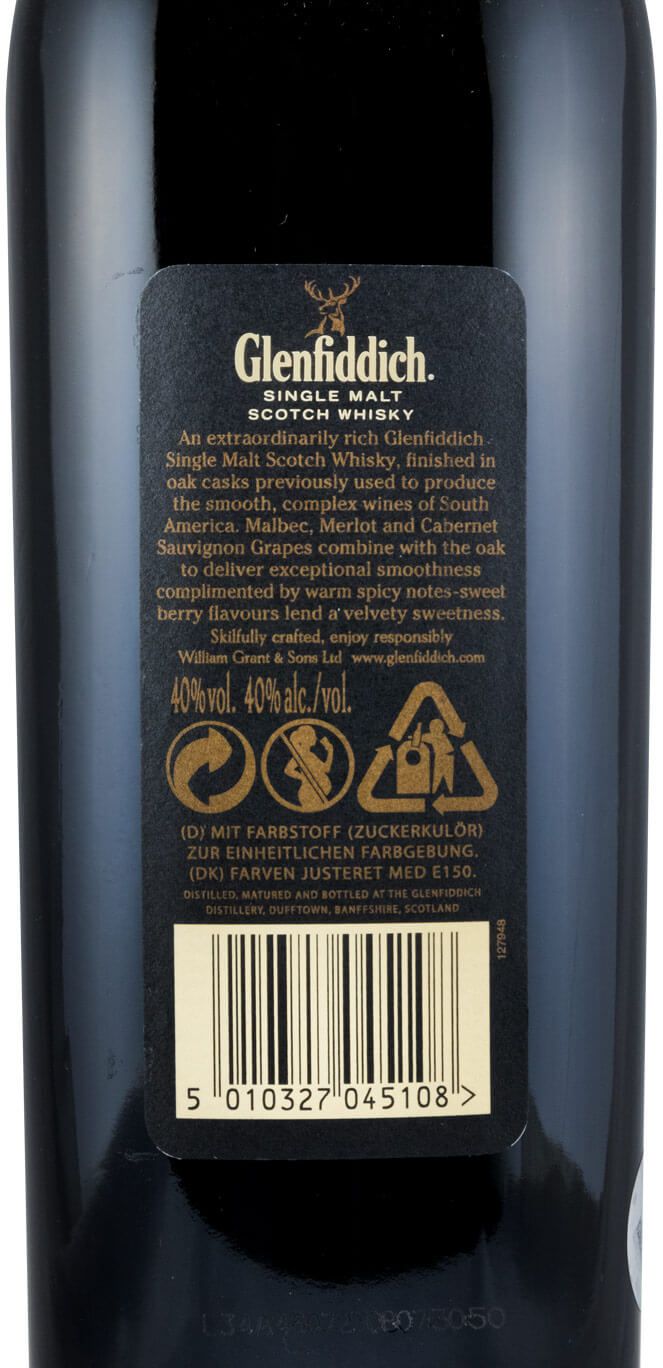 Glenfiddich.
SINGLE MALT
SCOTCH WHISKY
An extraordinarily rich Glenfiddich
Single Malt Scotch Whisky, finished in
oak casks previously used to produce
the smooth, complex wines of South
America. Malbec, Merlot and Cabernet
Sauvignon Grapes combine with the oak
to deliver exceptional smoothness
complimented by warm spicy notes-sweet
berry flavours lend a velvety sweetness.
Skilfully crafted, enjoy responsibly
William Grant & Sons Ltd www.glenfiddich.com
40%vol. 40%alc./vol.
(D) MIT FARBSTOFF (ZUCKERKULÖR)
ZUR EINHEITLICHEN FARBGEBUNG.
(DK) FARVEN JUSTERET MED E150.
DISTILLED, MATURED AND BOTTLED AT THE GLENFIDDICH
DISTILLERY, DUFFTOWN, BANFFSHIRE, SCOTLAND
127948
5 010327 045108 >